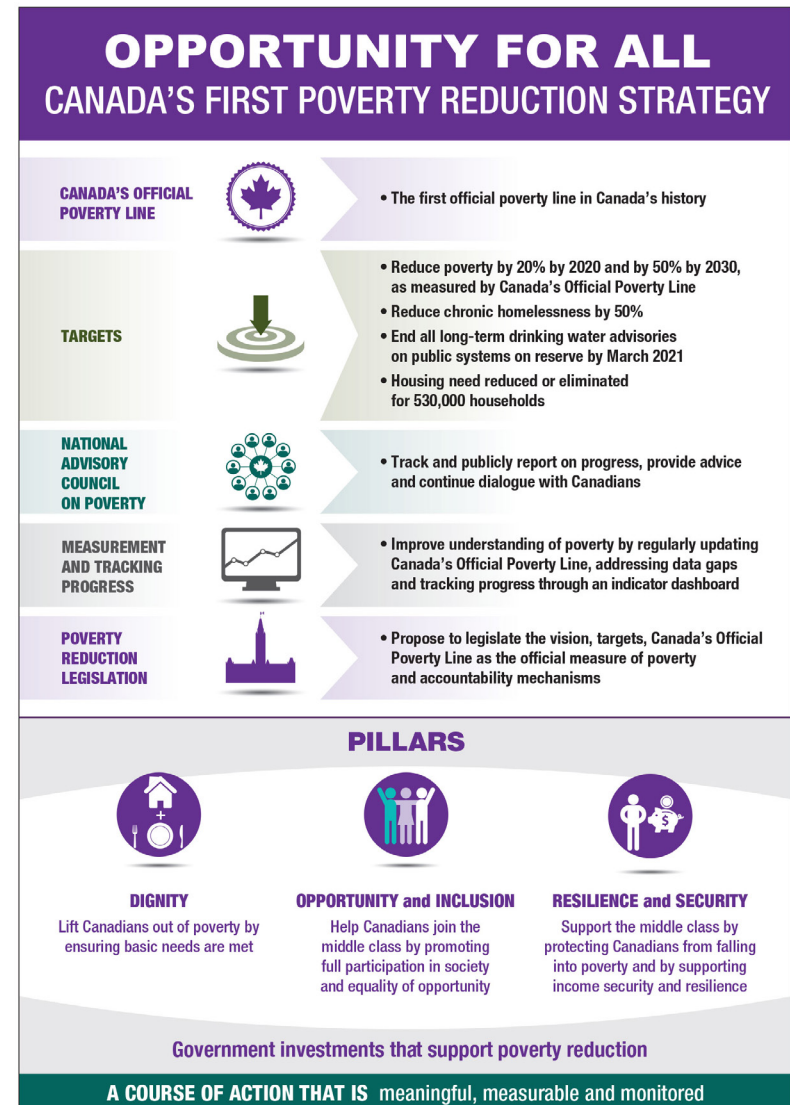 OPPORTUNITY FOR ALL
CANADA'S FIRST POVERTY REDUCTION STRATEGY
CANADA'S OFFICIAL
POVERTY LINE
• The first official poverty line in Canada's history
TARGETS
• Reduce poverty by 20% by 2020 and by 50% by 2030,
as measured by Canada's Official Poverty Line
• Reduce chronic homelessness by 50%
• End all long-term drinking water advisories
on public systems on reserve by March 2021
• Housing need reduced or eliminated
for 530,000 households
NATIONAL
ADVISORY
COUNCIL
ON POVERTY
• Track and publicly report on progress, provide advice
and continue dialogue with Canadians
MEASUREMENT
AND TRACKING
PROGRESS
• Improve understanding of poverty by regularly updating
Canada's Official Poverty Line, addressing data gaps
and tracking progress through an indicator dashboard
POVERTY
REDUCTION
LEGISLATION
• Propose to legislate the vision, targets, Canada's Official
Poverty Line as the official measure of poverty
and accountability mechanisms
PILLARS
+
$
DIGNITY
Lift Canadians out of poverty by
ensuring basic needs are met
OPPORTUNITY and INCLUSION
Help Canadians join the
middle class by promoting
full participation in society
and equality of opportunity
RESILIENCE and SECURITY
Support the middle class by
protecting Canadians from falling
into poverty and by supporting
income security and resilience
Government investments that support poverty reduction
A COURSE OF ACTION THAT IS meaningful, measurable and monitored